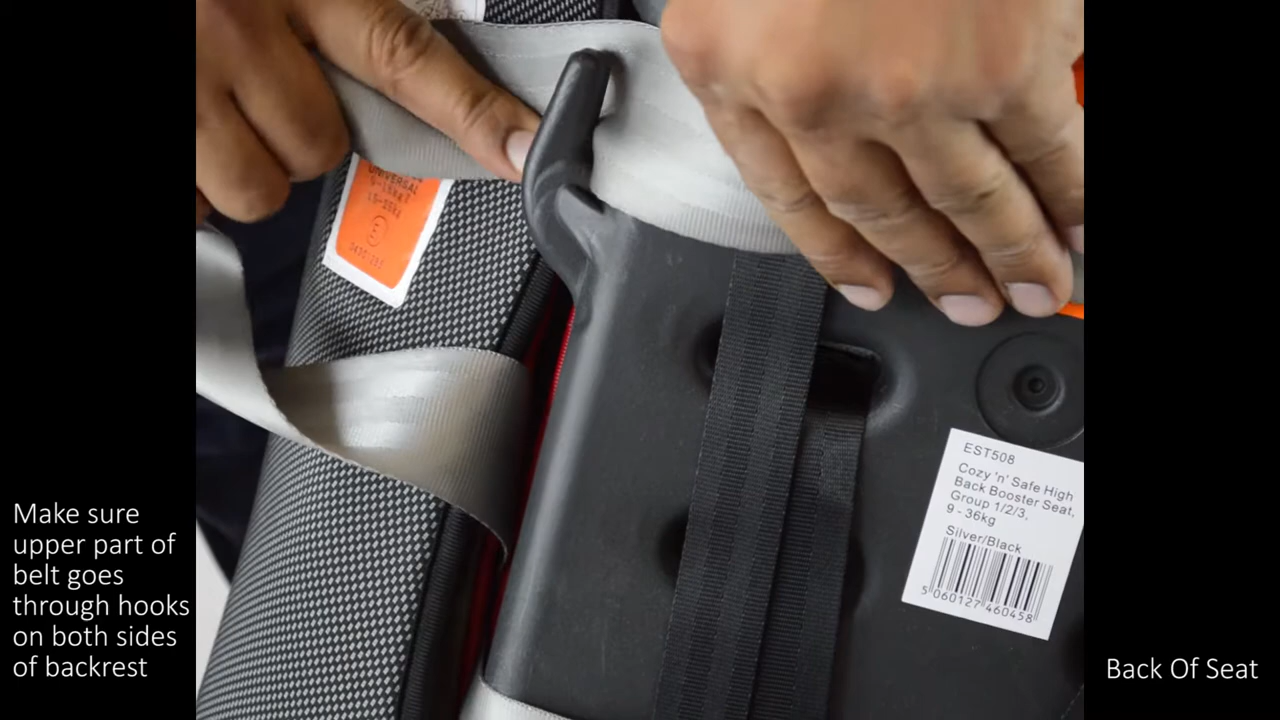 Make sure
upper part of
belt goes
through hooks
on both sides
of backrest
UNIVERSAL
E
EST508
Cozy 'n' Safe High
Back Booster Seat,
Group 1/2/3,
9 - 36kg
Silver/Black
5 060127 460458
Back Of Seat